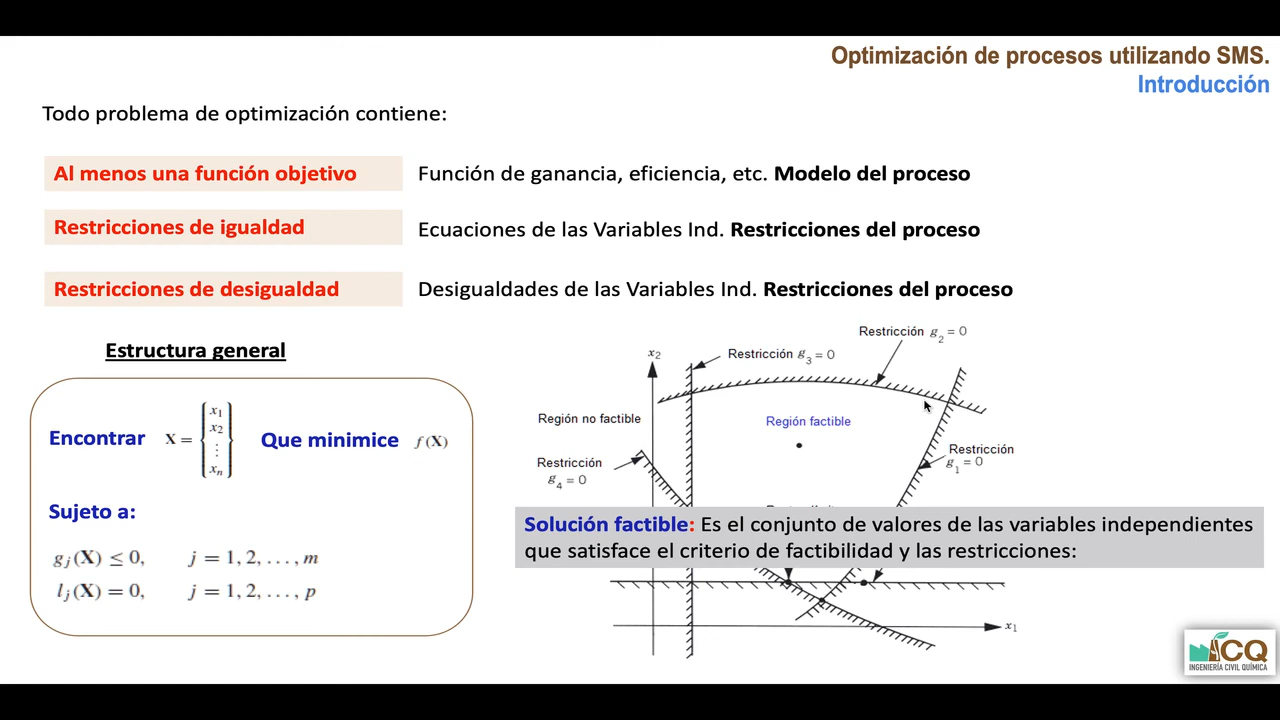 Optimización de procesos utilizando SMS.
Introducción
Todo problema de optimización contiene:
Al menos una función objetivo
Función de ganancia, eficiencia, etc. Modelo del proceso
Restricciones de igualdad
Ecuaciones de las Variables Ind. Restricciones del proceso
Restricciones de desigualdad
Desigualdades de las Variables Ind. Restricciones del proceso
Estructura general
Encontrar X = { x₁ x₂ ⋮ xₙ } Que minimice f(X)
Sujeto a:
gⱼ(X) ≤ 0, j = 1, 2, . . . , m
lⱼ(X) = 0, j = 1, 2, . . . , p
x₂
Restricción g₃ = 0
Restricción g₂ = 0
Región no factible
Región factible
Restricción
g₄ = 0
Restricción
g₁ = 0
Solución factible: Es el conjunto de valores de las variables independientes
que satisface el criterio de factibilidad y las restricciones:
x₁
ICQ
INGENIERÍA CIVIL QUÍMICA